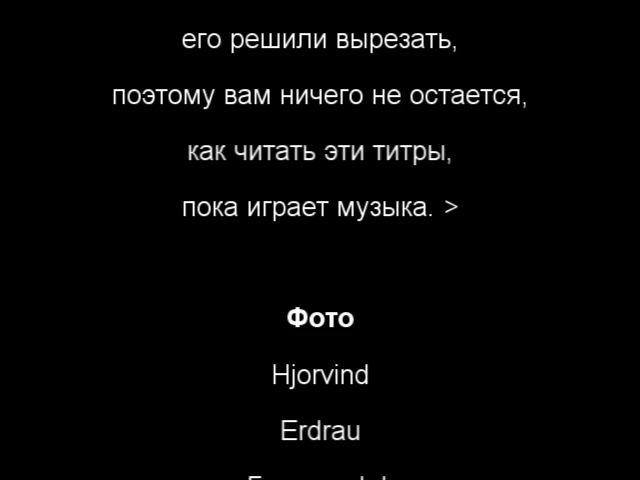 его решили вырезать,
поэтому вам ничего не остается,
как читать эти титры,
пока играет музыка. >
Фото
Hjorvind
Erdrau